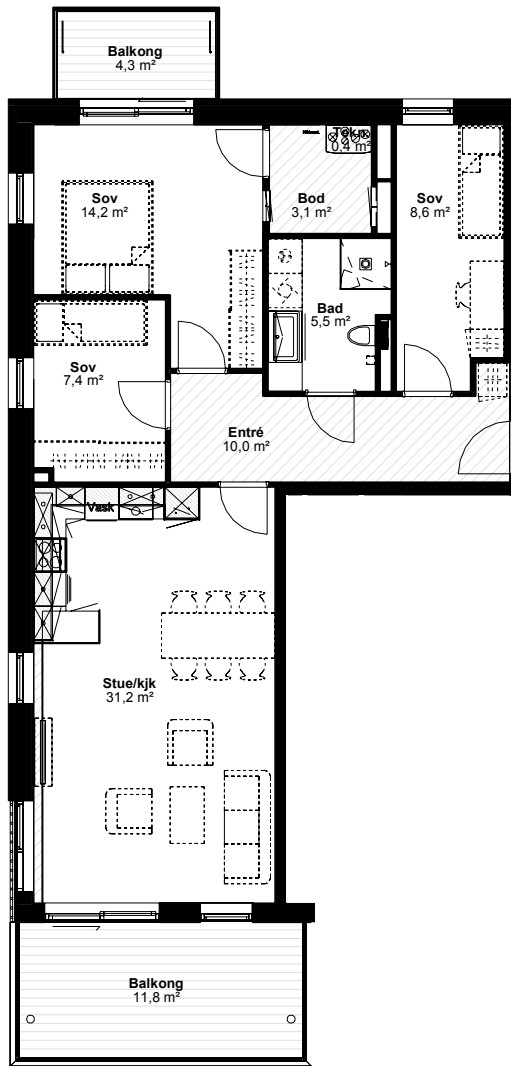 Balkong
4,3 m²
Tekn.
0,4 m²
Sov
14,2 m²
Bod
3,1 m²
Sov
8,6 m²
Bad
5,5 m²
Sov
7,4 m²
Entré
10,0 m²
Vask
Stue/kjk
31,2 m²
Balkong
11,8 m²